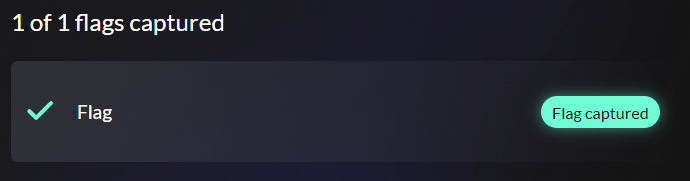 1 of 1 flags captured
Flag
Flag captured